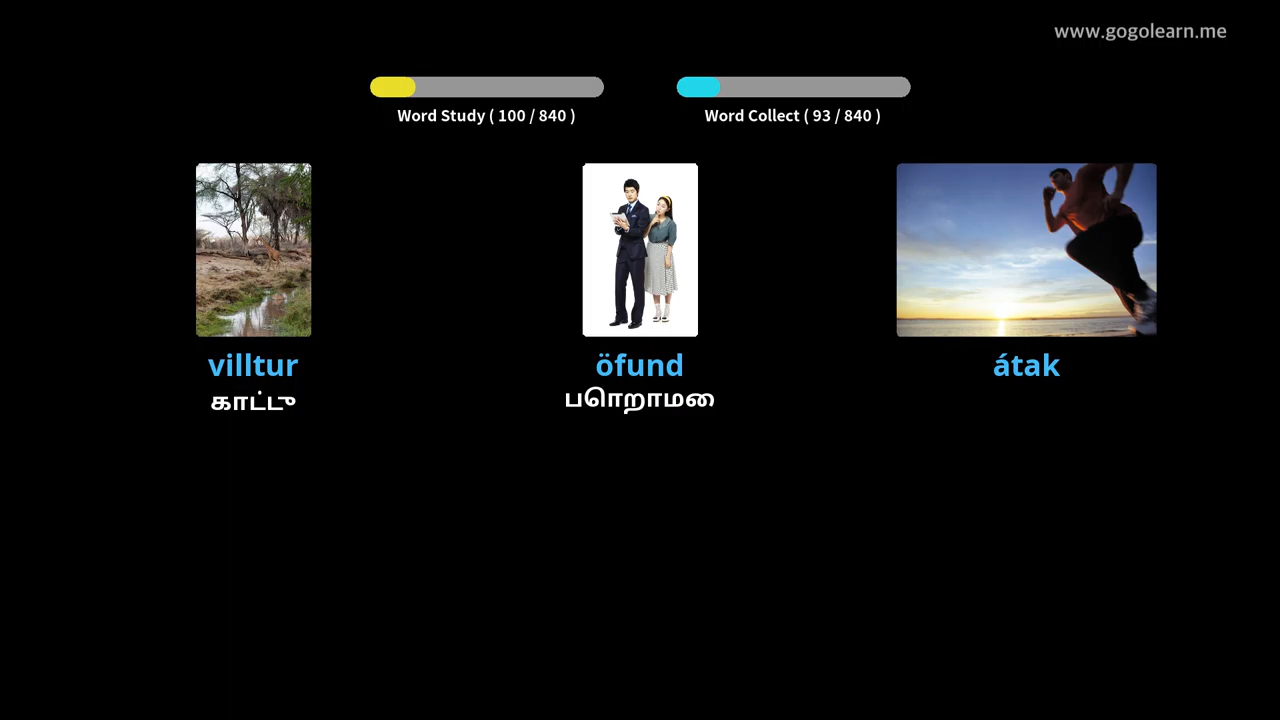 www.gogolearn.me
Word Study ( 100 / 840 )
Word Collect ( 93 / 840 )
villtur
öfund
átak
காட்டு
பொறாமை